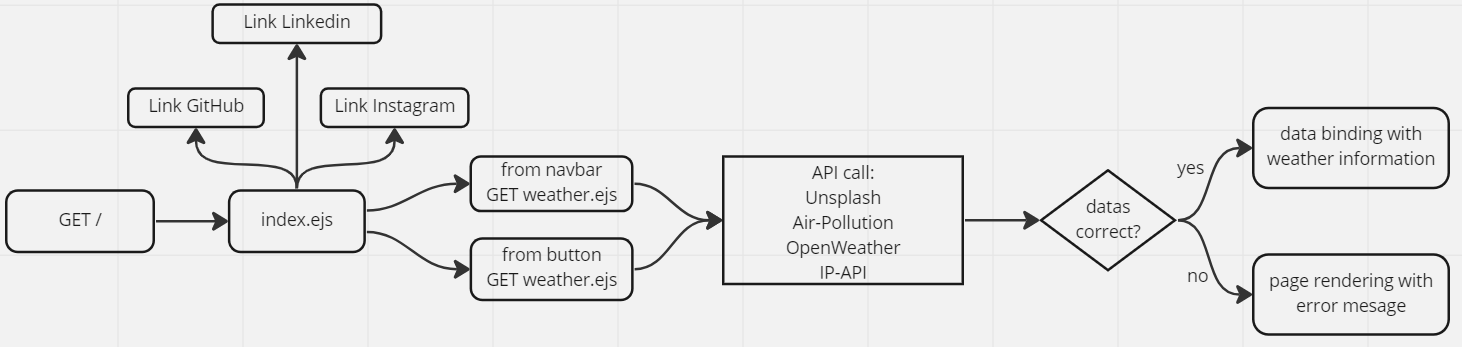 Link Linkedin
Link GitHub
Link Instagram
GET /
index.ejs
from navbar
GET weather.ejs
from button
GET weather.ejs
API call:
Unsplash
Air-Pollution
OpenWeather
IP-API
datas
correct?
yes
no
data binding with
weather information
page rendering with
error mesage